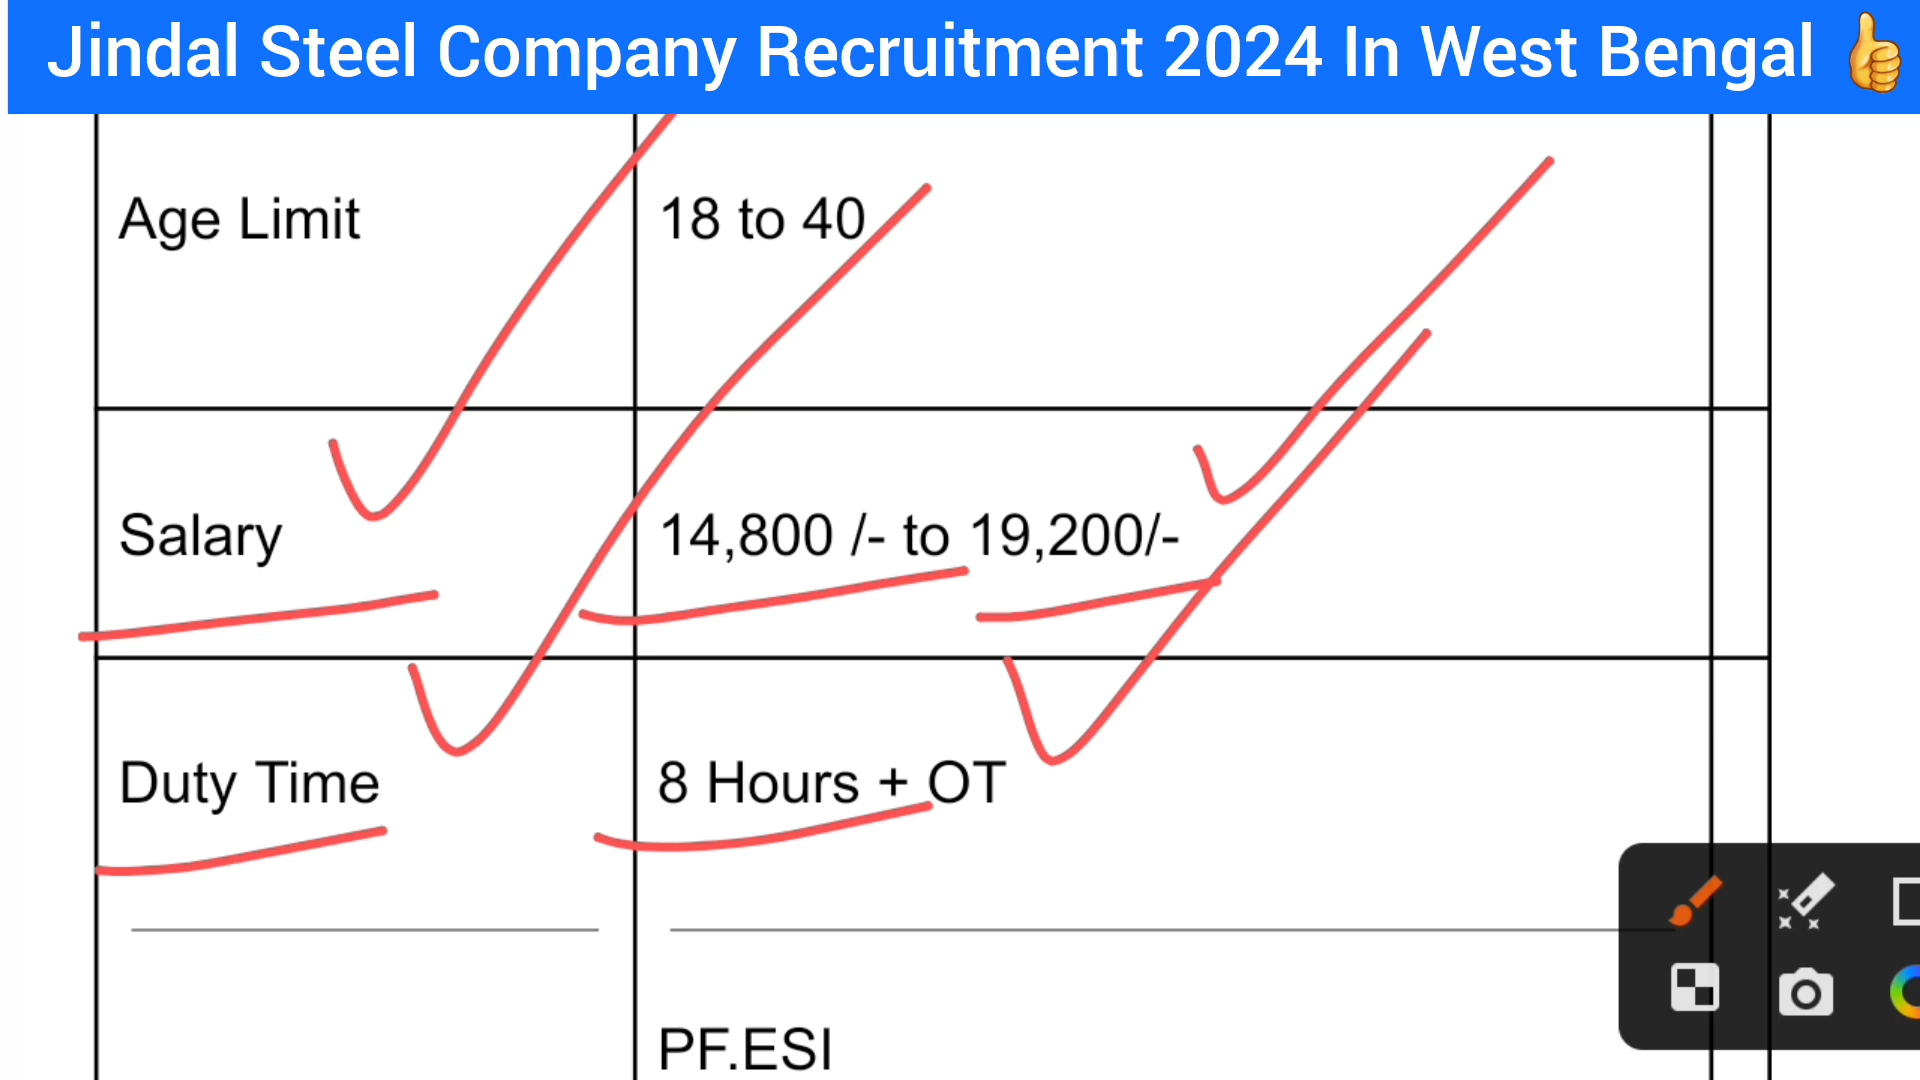 Jindal Steel Company Recruitment 2024 In West Bengal 👍
Age Limit 18 to 40
Salary 14,800 /- to 19,200/-
Duty Time 8 Hours + OT
PF.ESI